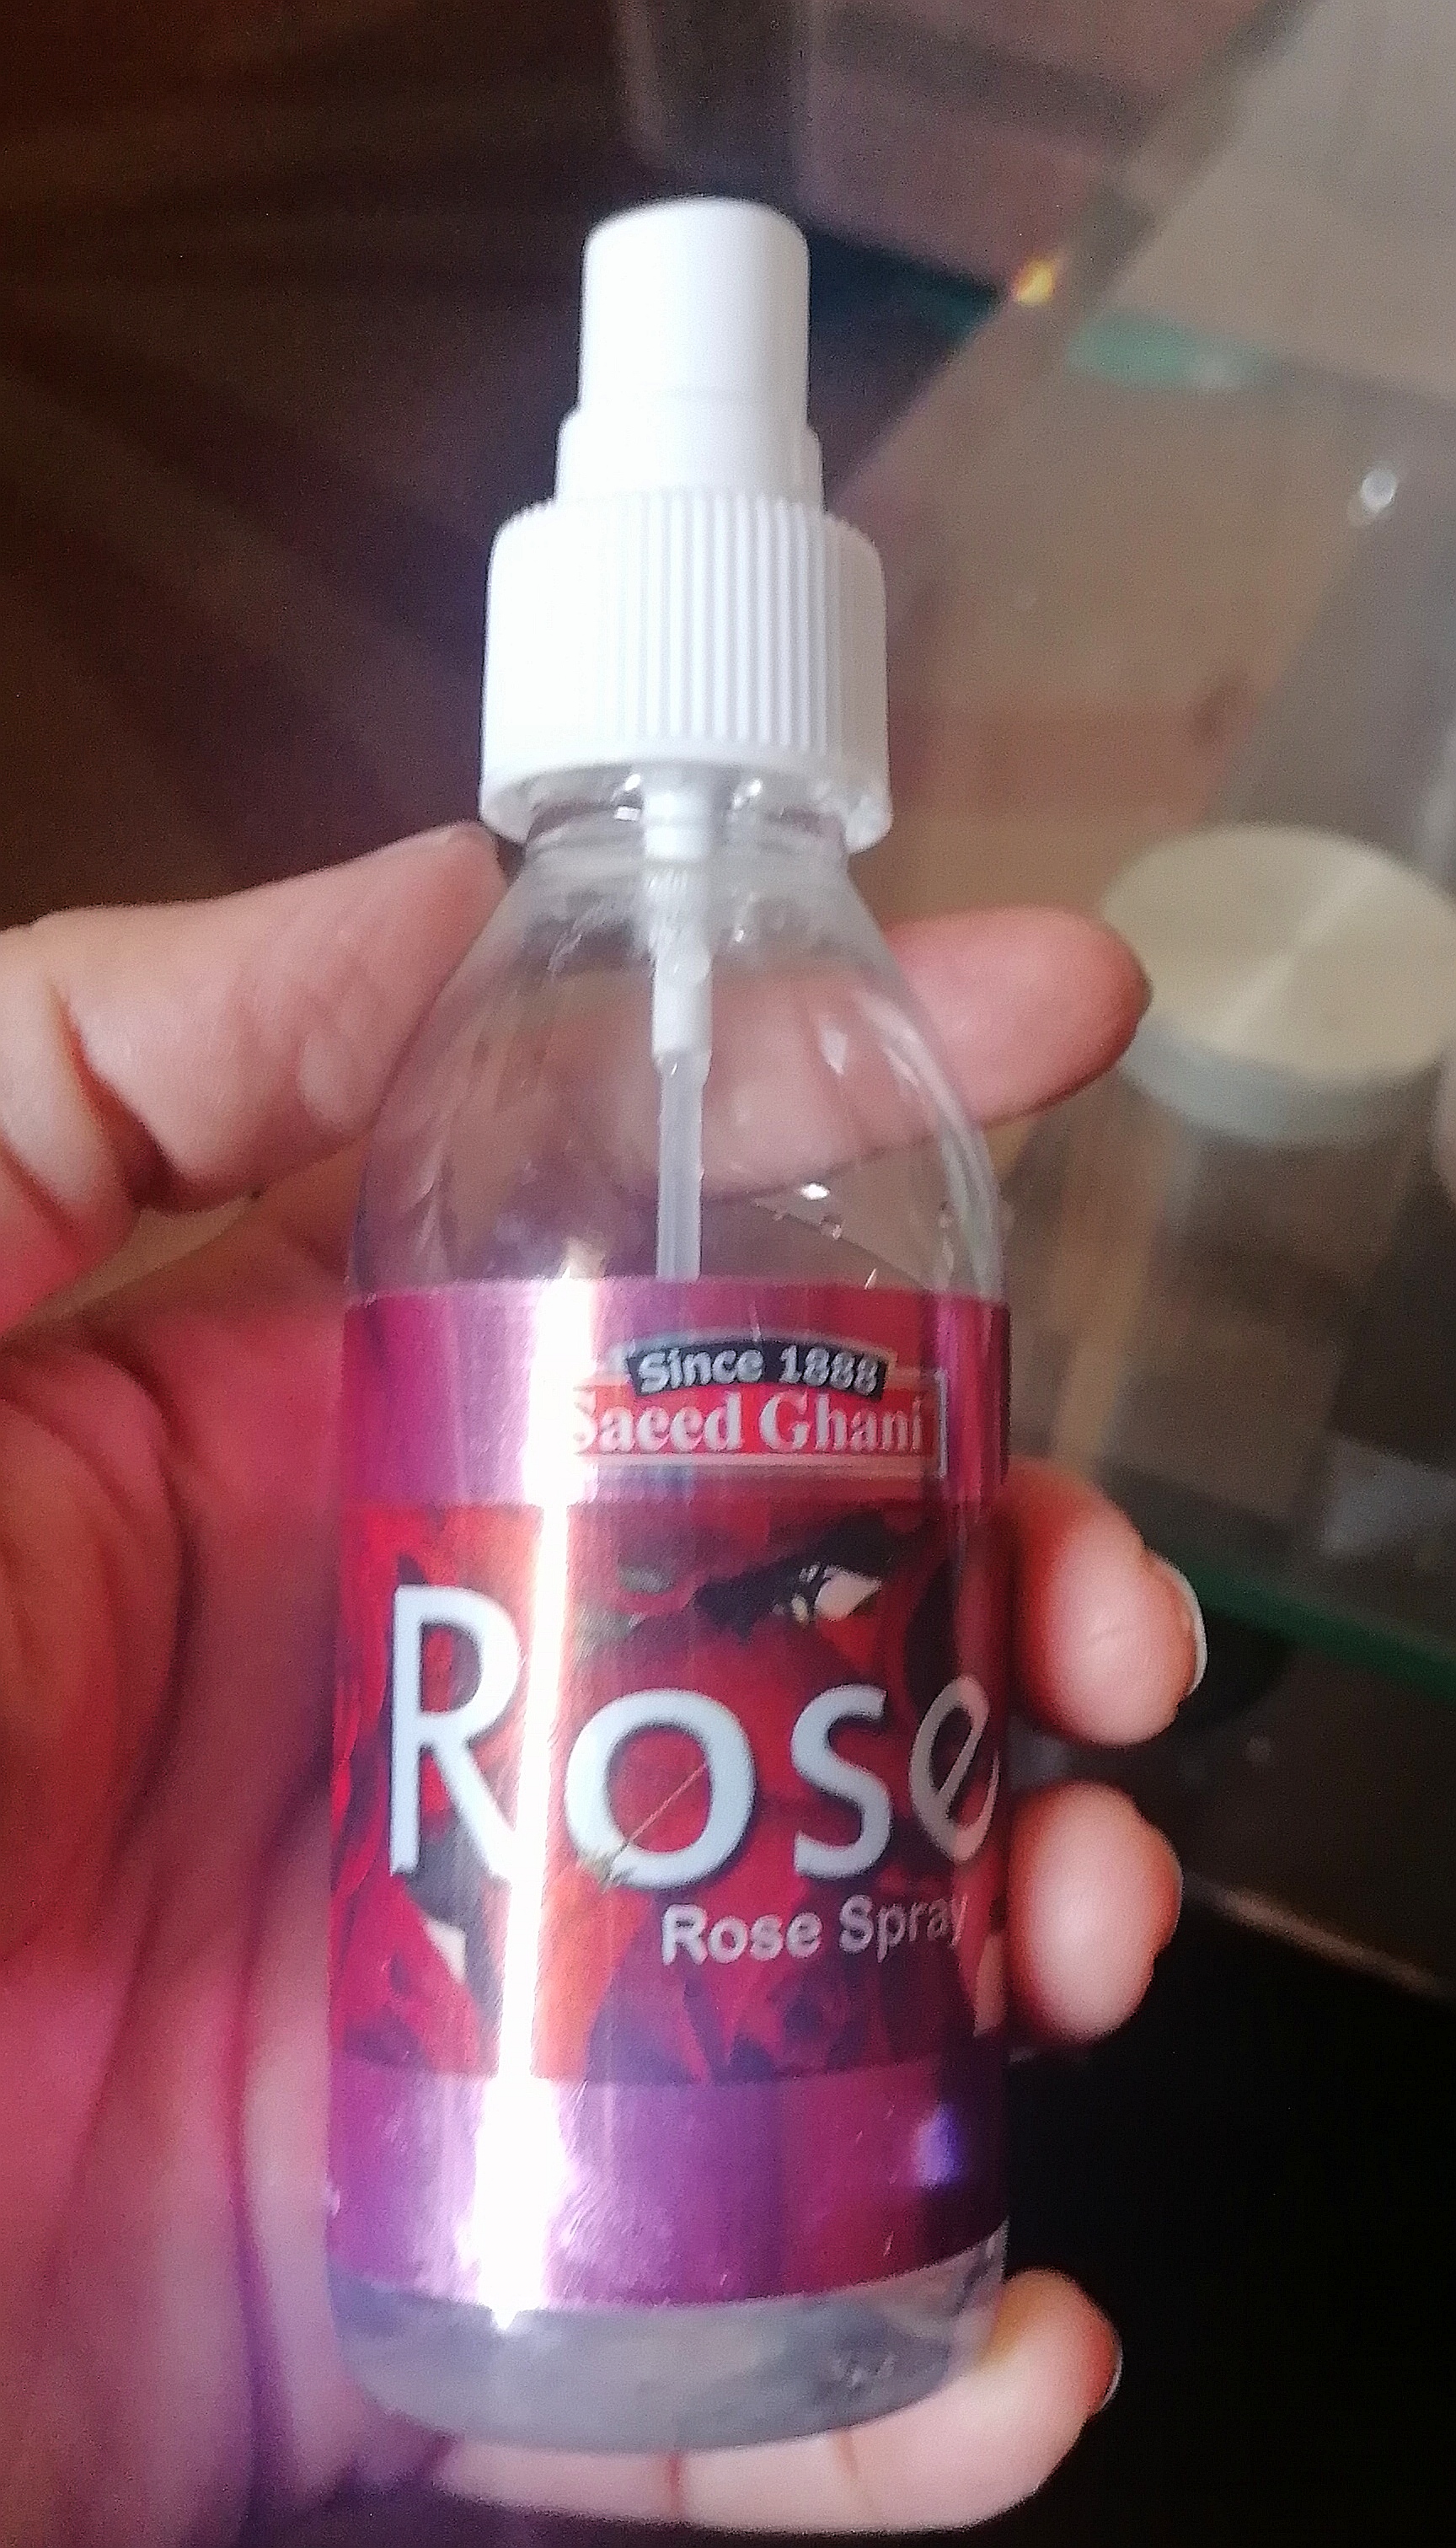 Since 1888
Saeed Ghani
Rose
Rose Spray